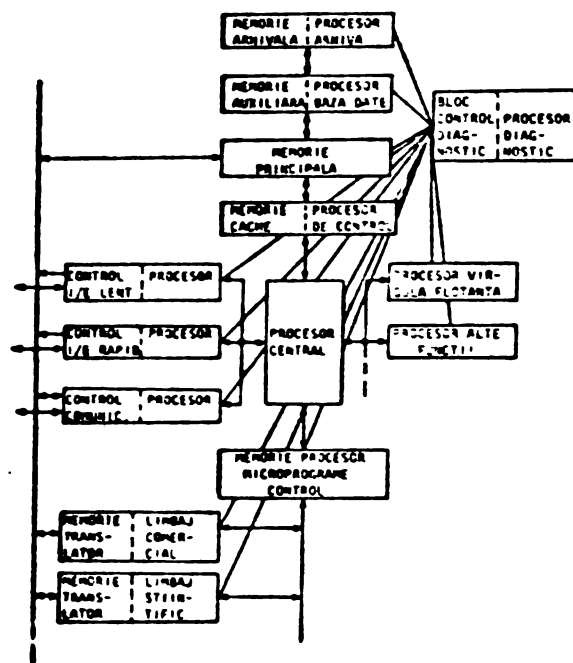 MEMORIE PROCESOR
ARHIVALA ARHIVA
MEMORIE PROCESOR
AUXILIARA BAZA DATE
BLOC
CONTROL PROCESOR
DIAG- DIAG-
NOSTIC NOSTIC
MEMORIE
PRINCIPALA
MEMORIE PROCESOR
CACHE DE CONTROL
CONTROL PROCESOR
I/E LENT
PROCESOR VIR-
GULA FLOTANTA
CONTROL PROCESOR
I/E RAPID
PROCESOR
CENTRAL
PROCESOR ALTE
FUNCTII
CONTROL PROCESOR
COMUNIC.
MEMORIE PROCESOR
MICROPROGRAME
CONTROL
MEMORIE LIMBAJ
TRANS- COMER-
LATOR CIAL
MEMORIE LIMBAJ
TRANS- STIIN-
LATOR TIFIC